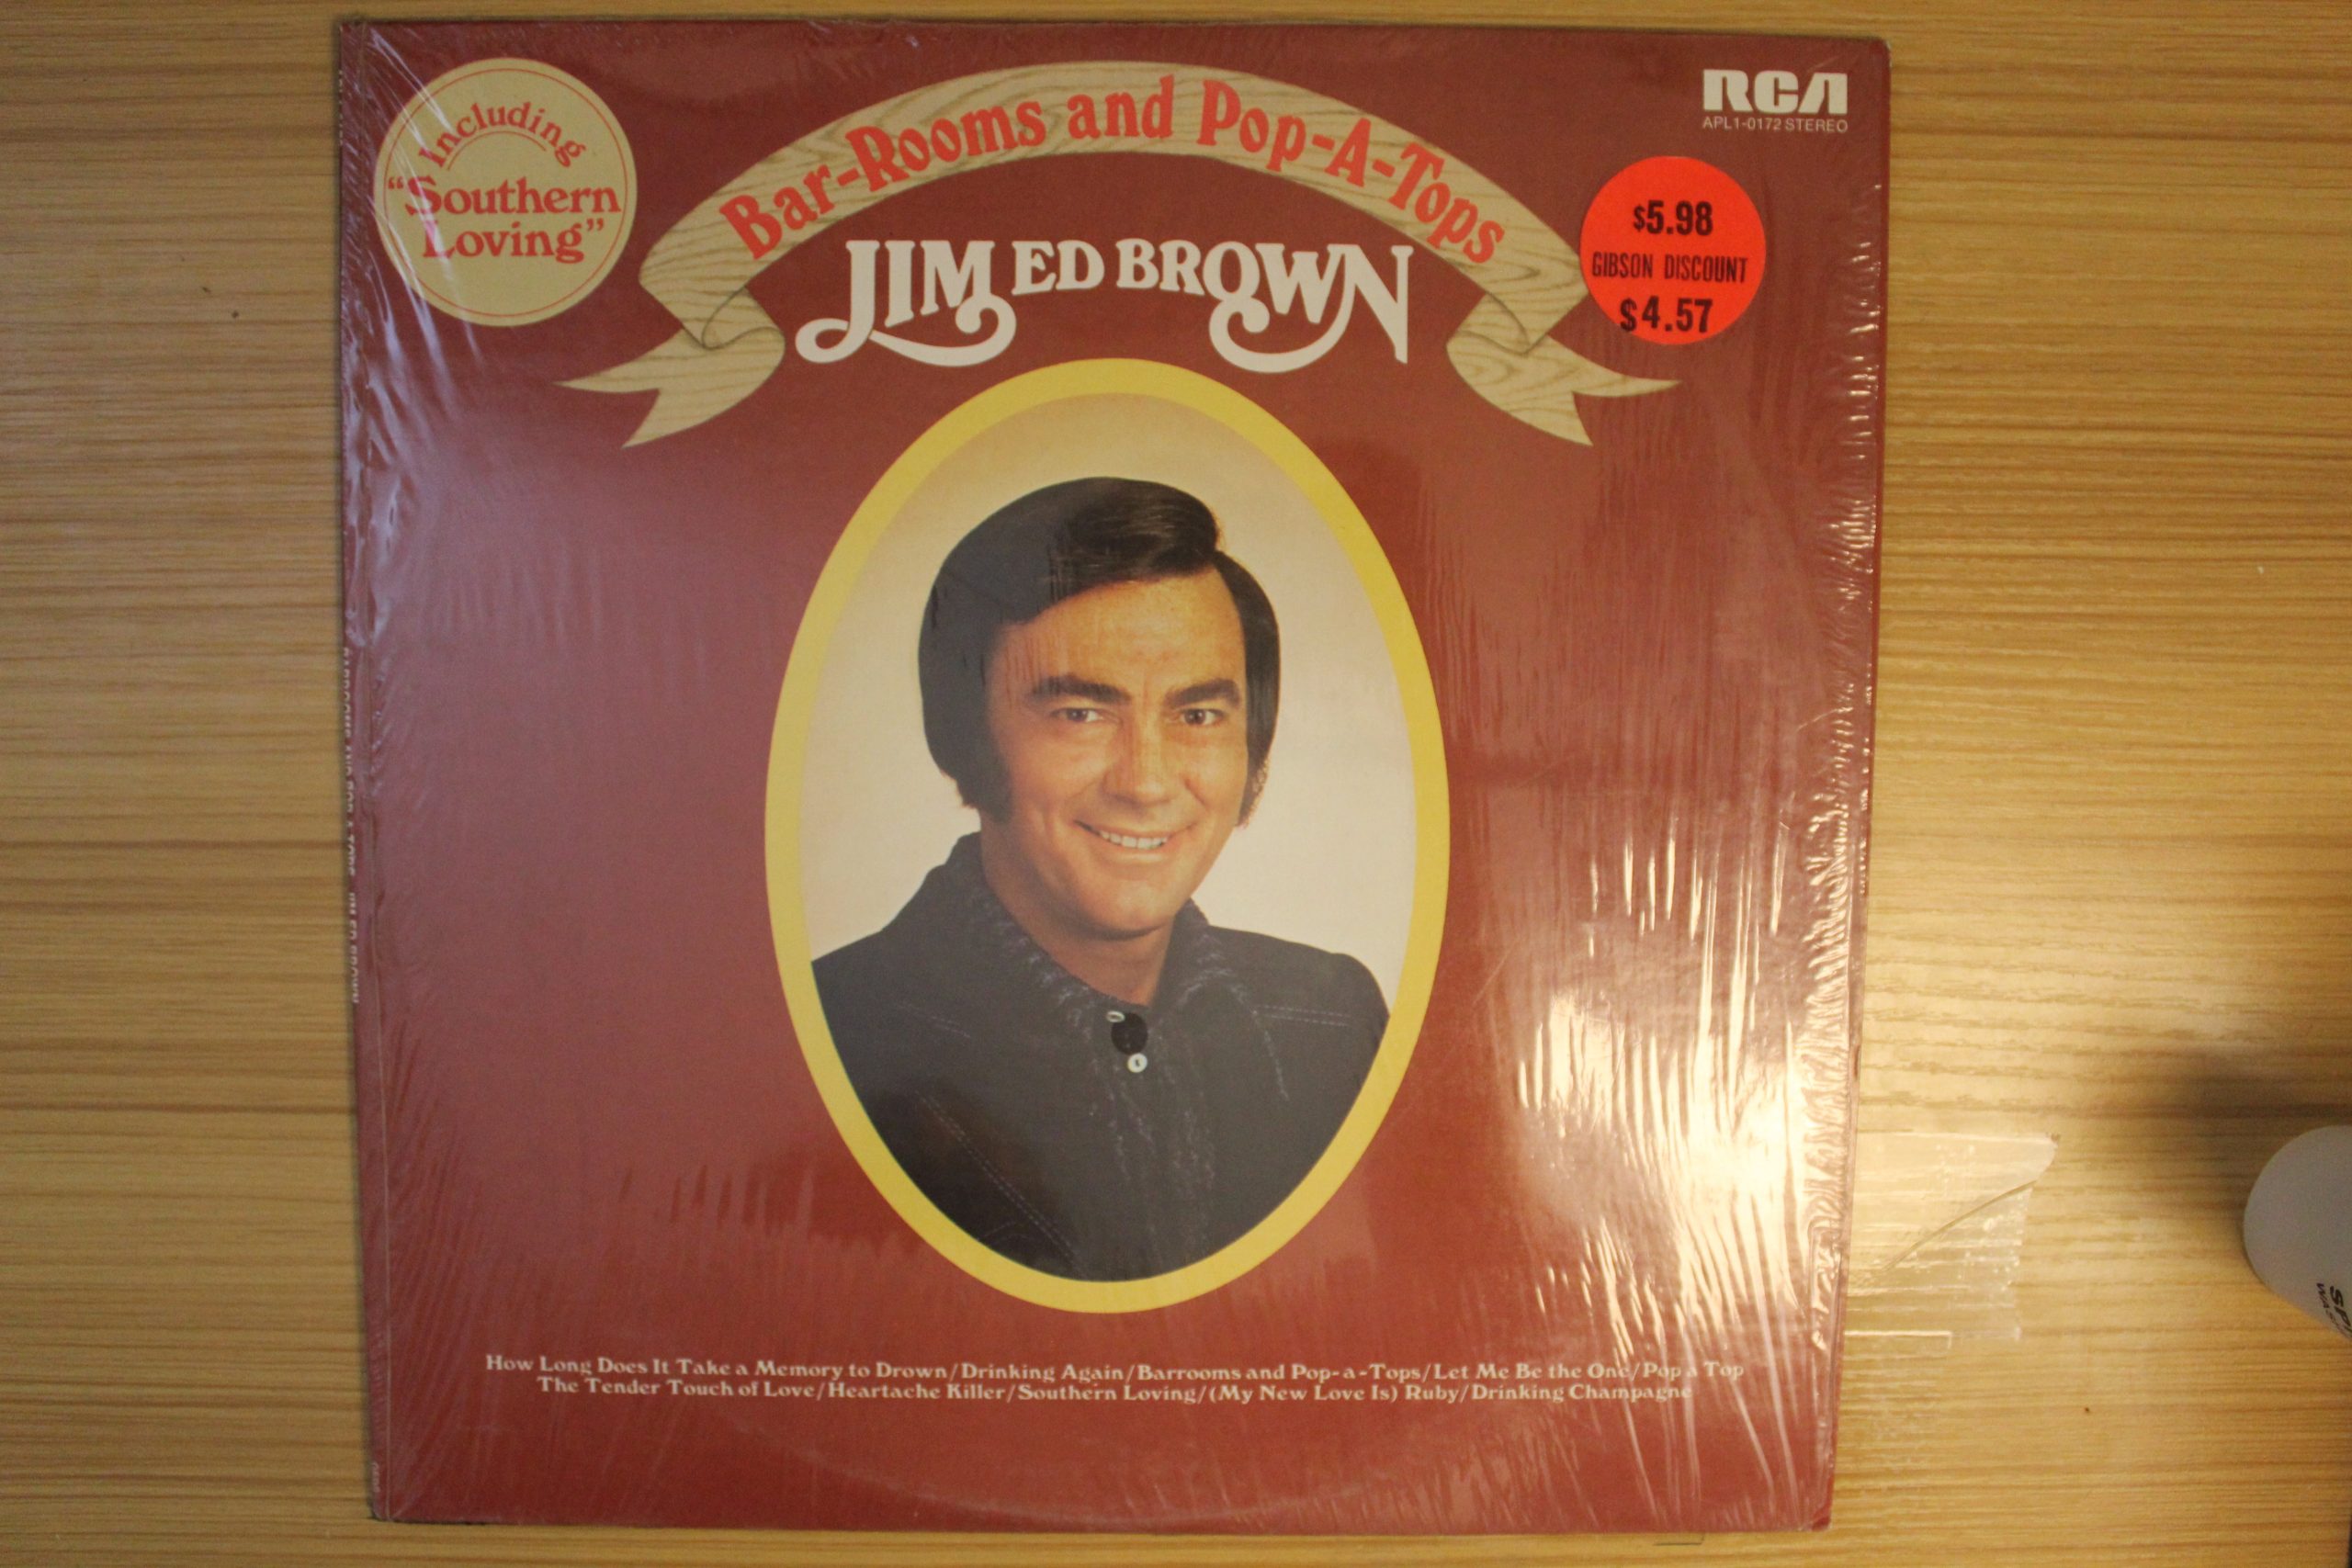 Including
"Southern
Loving"
Bar-Rooms and Pop-A-Tops
JIM ED BROWN
RCA
APL1-0172 STEREO
$5.98
GIBSON DISCOUNT
$4.57
How Long Does It Take a Memory to Drown/Drinking Again/Barrooms and Pop-a-Tops/Let Me Be the One/Pop a Top
The Tender Touch of Love/Heartache Killer/Southern Loving/(My New Love Is) Ruby/Drinking Champagne